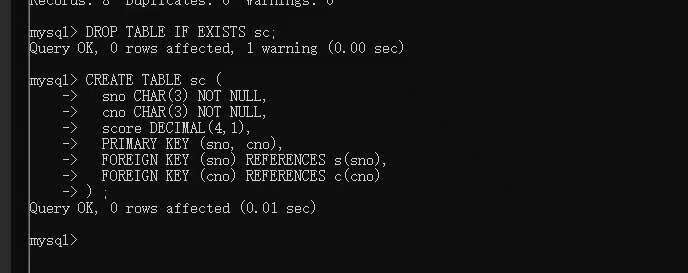 Records: 8  Duplicates: 0  Warnings: 0
mysql> DROP TABLE IF EXISTS sc;
Query OK, 0 rows affected, 1 warning (0.00 sec)
mysql> CREATE TABLE sc (
    ->   sno CHAR(3) NOT NULL,
    ->   cno CHAR(3) NOT NULL,
    ->   score DECIMAL(4,1),
    ->   PRIMARY KEY (sno, cno),
    ->   FOREIGN KEY (sno) REFERENCES s(sno),
    ->   FOREIGN KEY (cno) REFERENCES c(cno)
    -> ) ;
Query OK, 0 rows affected (0.01 sec)
mysql>